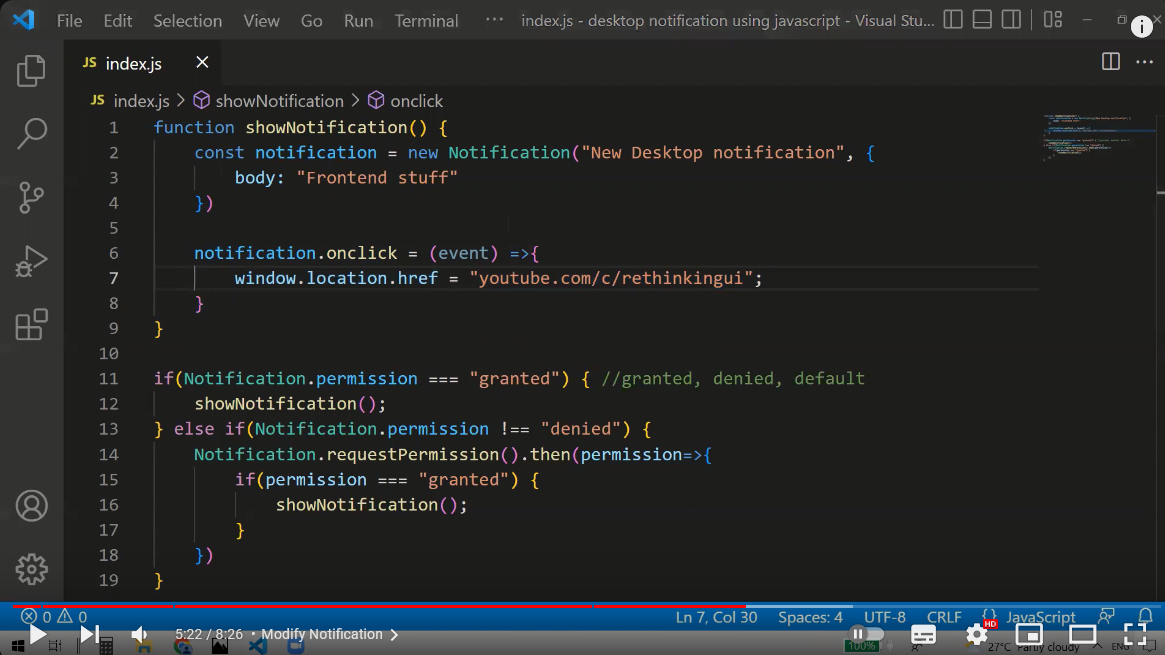 File Edit Selection View Go Run Terminal ··· index.js - desktop notification using javascript - Visual Stu...
JS index.js
JS index.js > showNotification > onclick
1 function showNotification() {
2 const notification = new Notification("New Desktop notification", {
3 body: "Frontend stuff"
4 })
5
6 notification.onclick = (event) =>{
7 window.location.href = "youtube.com/c/rethinkingui";
8 }
9 }
10
11 if(Notification.permission === "granted") { //granted, denied, default
12 showNotification();
13 } else if(Notification.permission !== "denied") {
14 Notification.requestPermission().then(permission=>{
15 if(permission === "granted") {
16 showNotification();
17 }
18 })
19 }
0 0 Ln 7, Col 30 Spaces: 4 UTF-8 CRLF {} JavaScript
5:22 / 8:26 • Modify Notification HD
100% 27°C Partly cloudy ENG